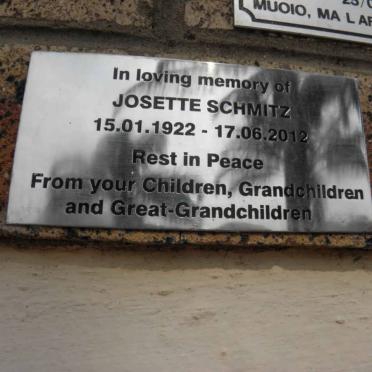 In loving memory of
JOSETTE SCHMITZ
15.01.1922 - 17.06.2012
Rest in Peace
From your Children, Grandchildren
and Great-Grandchildren
MUOIO, MA L'AR